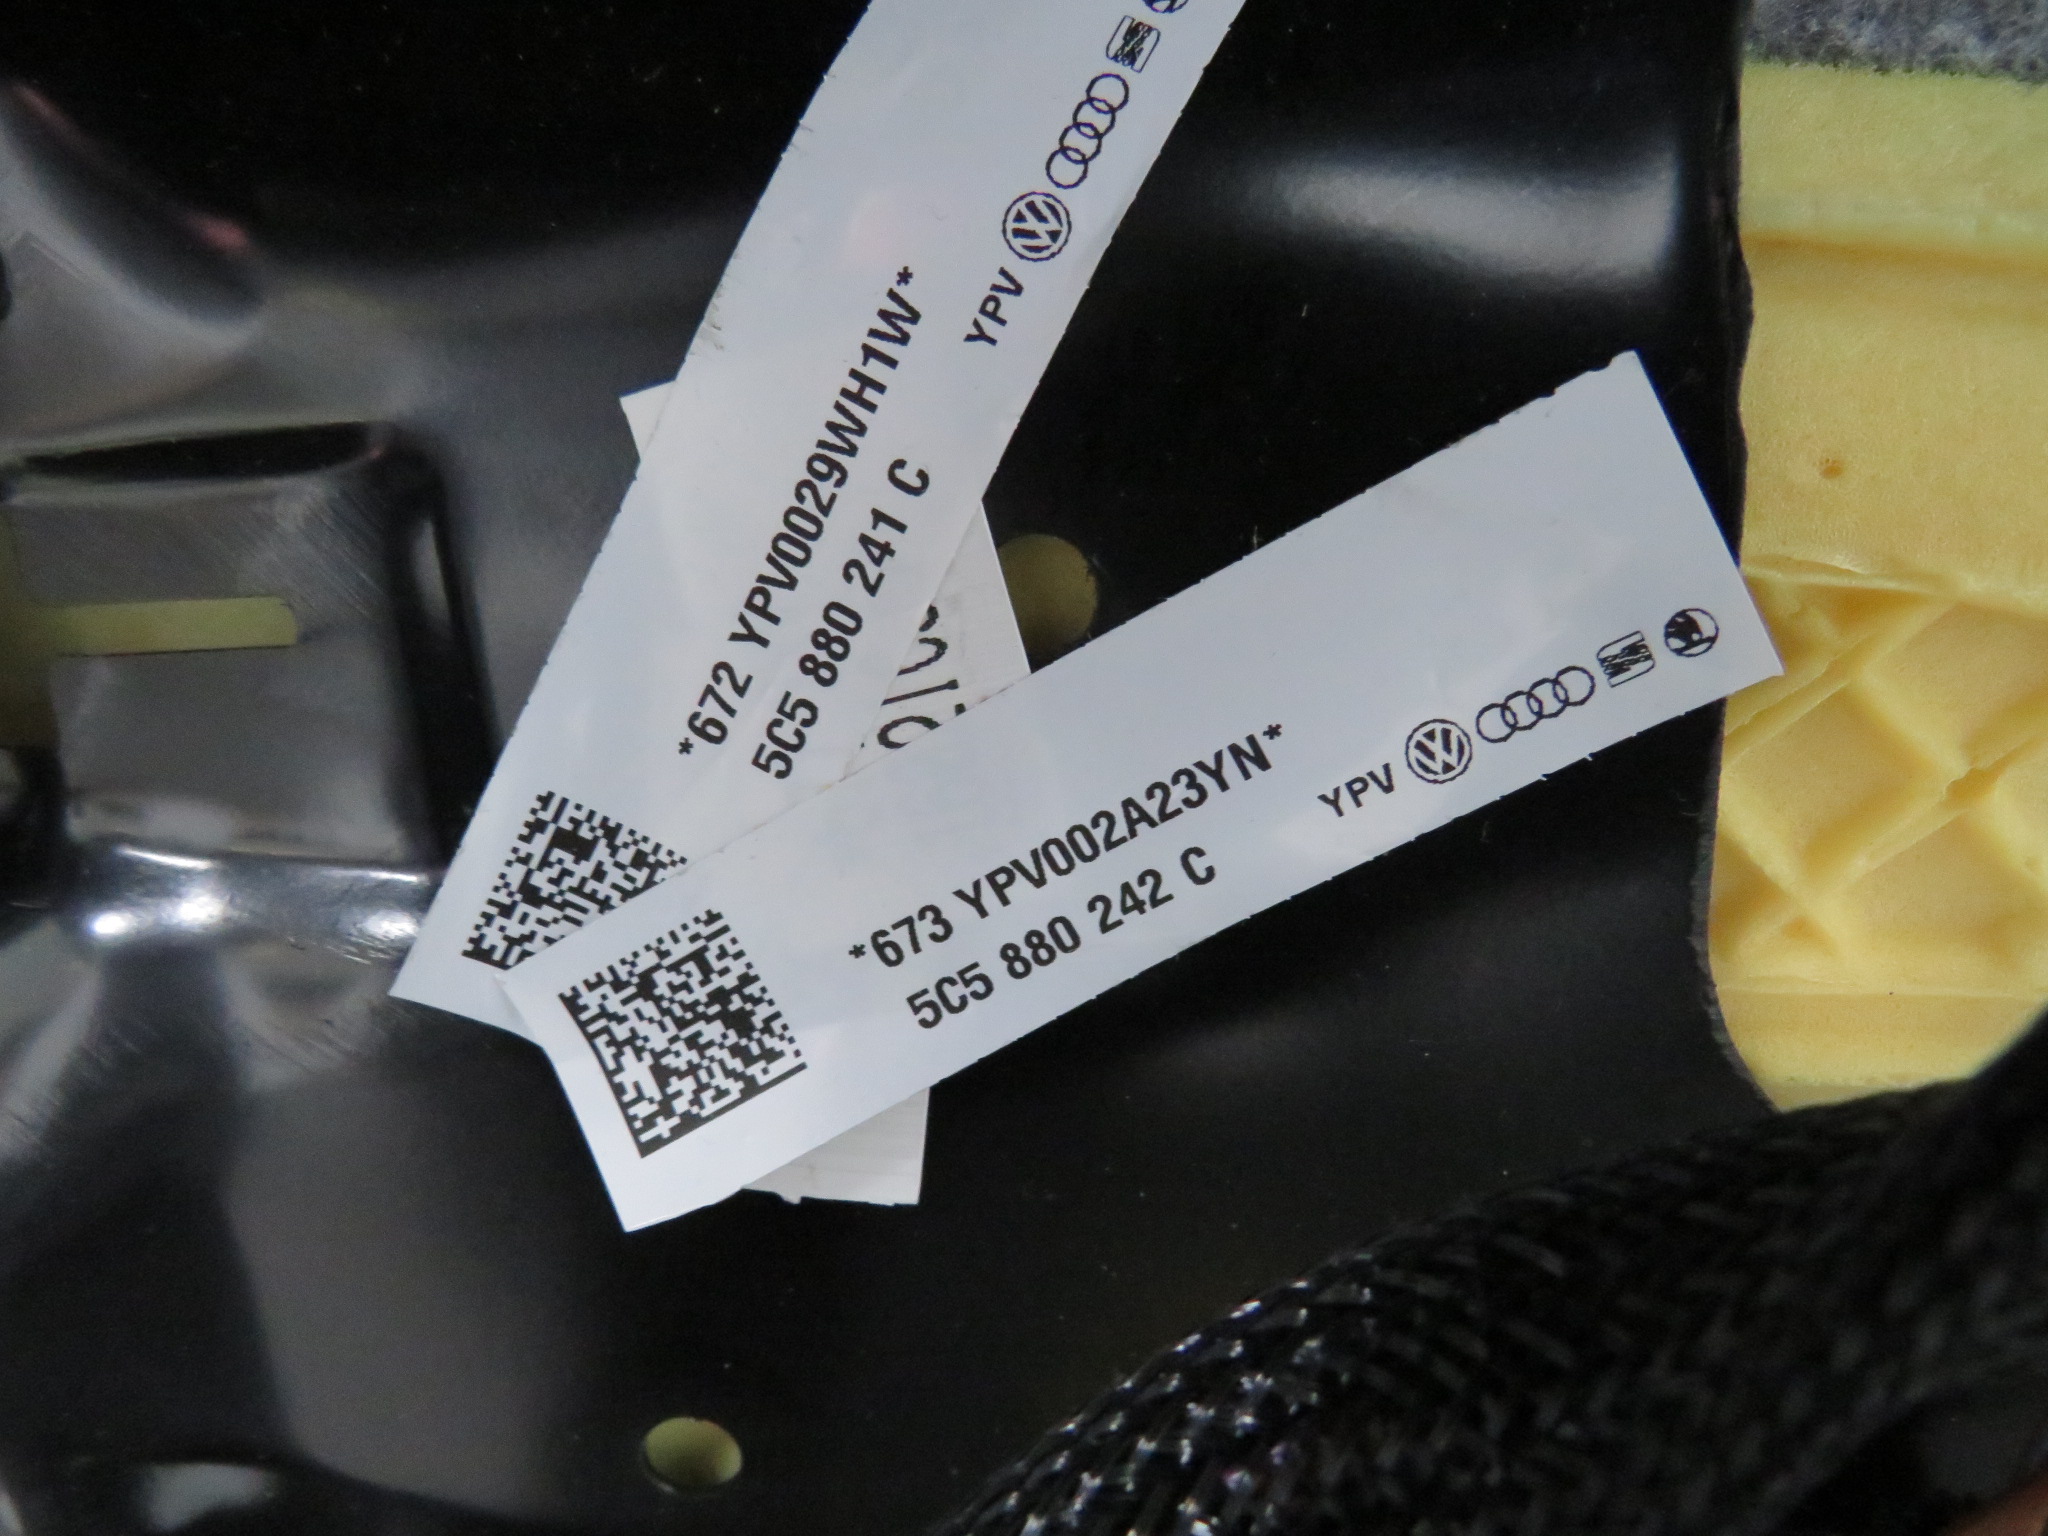 *672 YPV0029WH1W*
5C5 880 241 C
YPV
*673 YPV002A23YN*
5C5 880 242 C
YPV